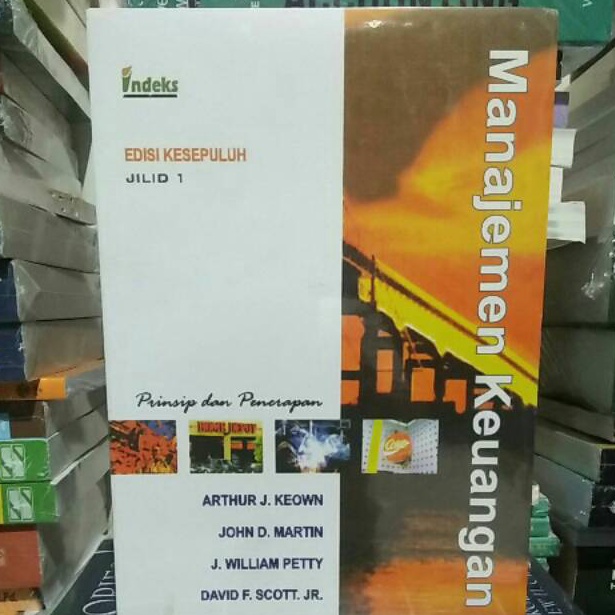 indeks
EDISI KESEPULUH
JILID 1
Manajemen Keuangan
Prinsip dan Penerapan
ARTHUR J. KEOWN
JOHN D. MARTIN
J. WILLIAM PETTY
DAVID F. SCOTT. JR.